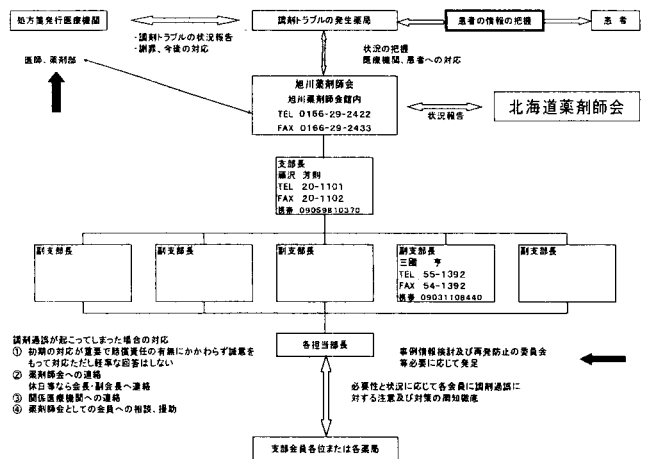 処方箋発行医療機関
調剤トラブルの発生薬局
患者の情報の把握
患 者
・調剤トラブルの状況報告
・謝罪、今後の対応
状況の把握
医療機関、患者への対応
医師、薬剤部
旭川薬剤師会
旭川薬剤師会館内
TEL 0166-29-2422
FAX 0166-29-2433
状況報告
北海道薬剤師会
支部長
藤沢 芳則
TEL 20-1101
FAX 20-1102
携帯 09059810370
副支部長
副支部長
副支部長
副支部長
三國 亨
TEL 55-1392
FAX 54-1392
携帯 09031108440
副支部長
調剤過誤が起こってしまった場合の対応
① 初期の対応が重要で賠償責任の有無にかかわらず誠意を
もって対応ただし軽率な回答はしない
② 薬剤師会への連絡
休日等なら会長・副会長へ連絡
③ 関係医療機関への連絡
④ 薬剤師会としての会員への相談、援助
各担当部長
事例情報検討及び再発防止の委員会
等必要に応じて発足
必要性と状況に応じて各会員に調剤過誤に
対する注意及び対策の周知徹底
支部会員各位または各薬局